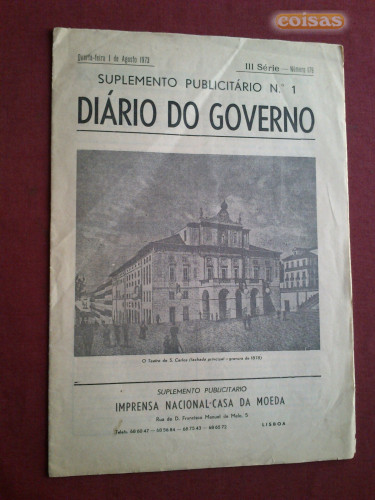 coisas
Quarta-feira 1 de Agosto 1973
III Série — Número
SUPLEMENTO PUBLICITÁRIO N.º 1
DIÁRIO DO GOVERNO
O Teatro de S. Carlos (fachada principal - gravura de 1878)
SUPLEMENTO PUBLICITÁRIO
IMPRENSA NACIONAL-CASA DA MOEDA
Rua de D. Francisco Manuel de Melo, 5
LISBOA